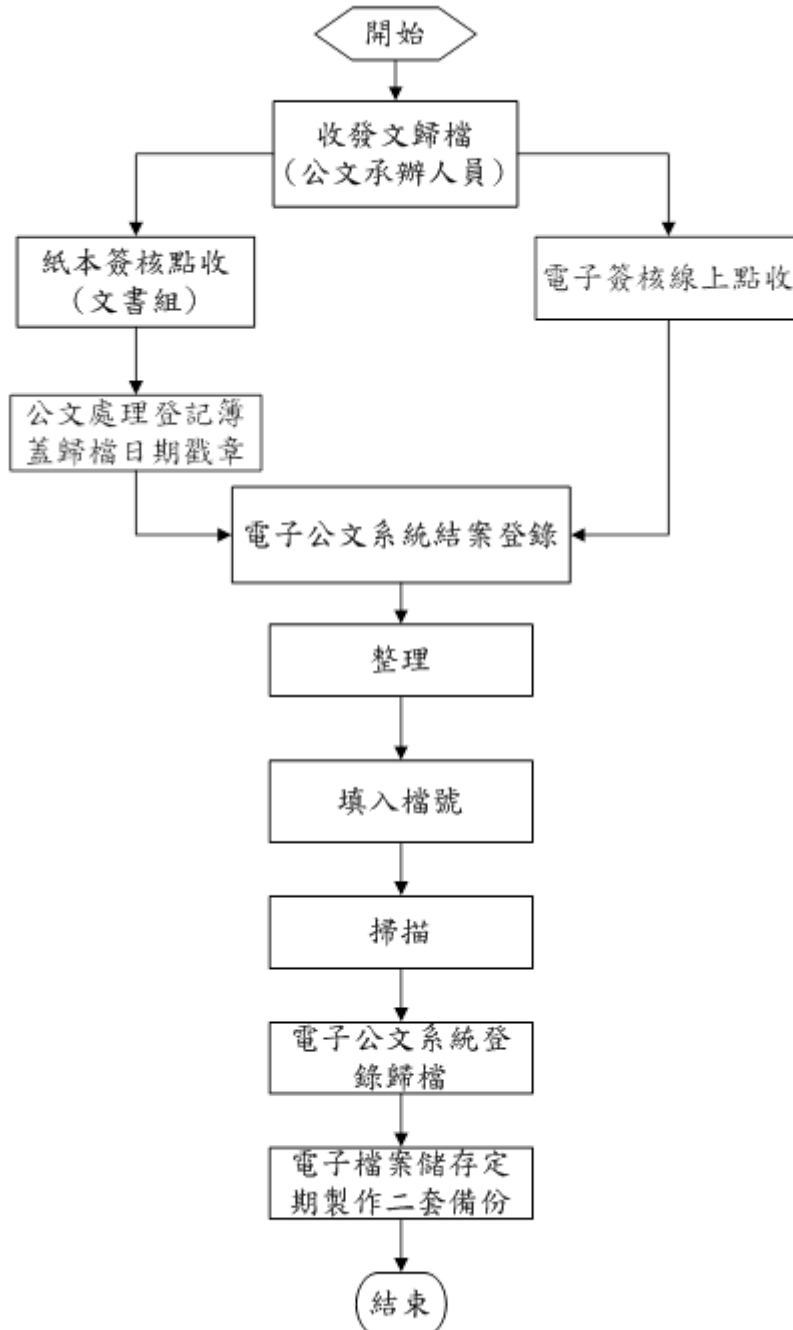 開始
收發文歸檔
(公文承辦人員)
紙本簽核點收
(文書組)
電子簽核線上點收
公文處理登記簿
蓋歸檔日期戳章
電子公文系統結案登錄
整理
填入檔號
掃描
電子公文系統登
錄歸檔
電子檔案儲存定
期製作二套備份
結束